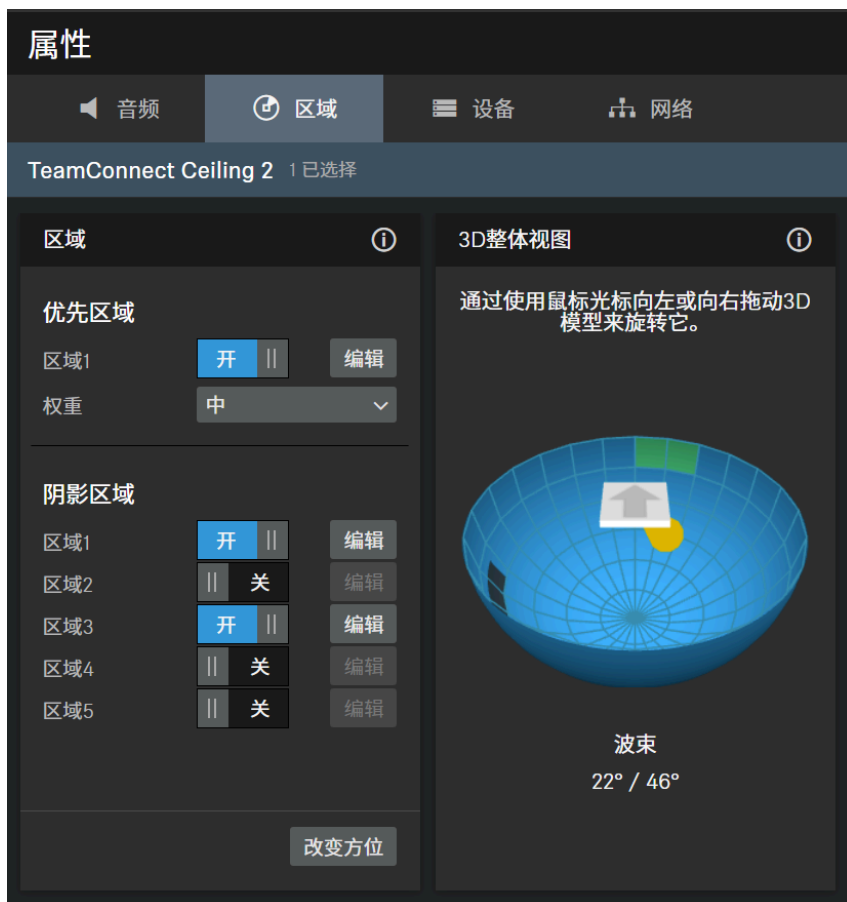 属性
音频 区域 设备 网络
TeamConnect Ceiling 2 1已选择
区域
优先区域
区域1 开 编辑
权重 中
阴影区域
区域1 开 编辑
区域2 关 编辑
区域3 开 编辑
区域4 关 编辑
区域5 关 编辑
改变方位
3D整体视图
通过使用鼠标光标向左或向右拖动3D
模型来旋转它。
波束
22° / 46°